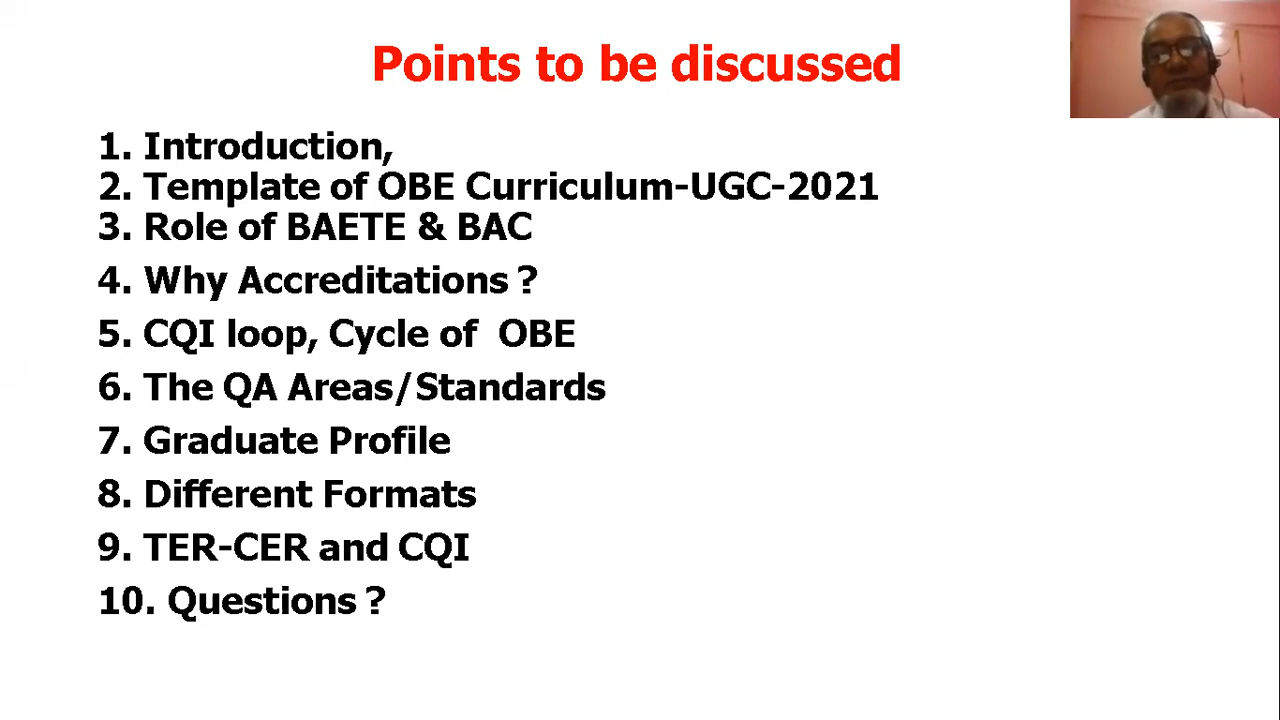 Points to be discussed
1. Introduction,
2. Template of OBE Curriculum-UGC-2021
3. Role of BAETE & BAC
4. Why Accreditations ?
5. CQI loop, Cycle of  OBE
6. The QA Areas/Standards
7. Graduate Profile
8. Different Formats
9. TER-CER and CQI
10. Questions ?